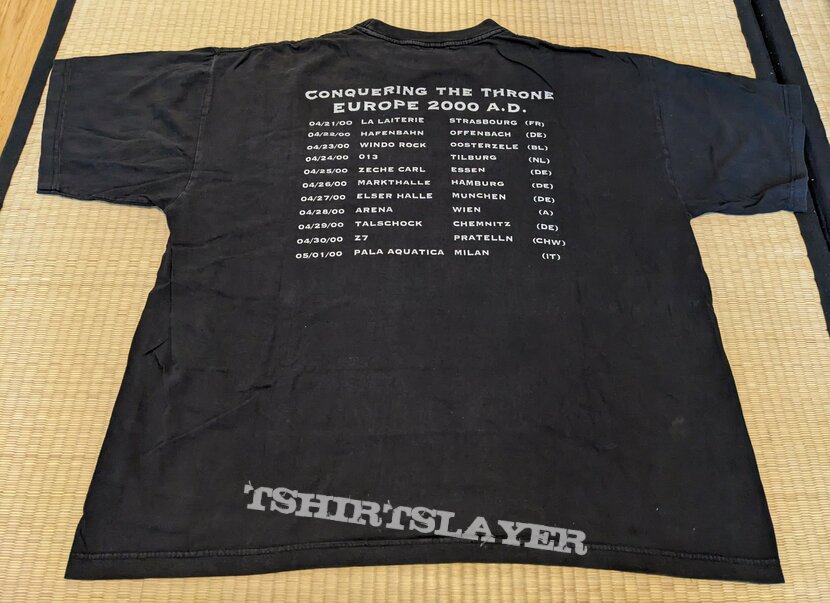 Conquering the Throne
Europe 2000 A.D.
04/21/00 La Laiterie Strasbourg (FR)
04/22/00 Hafenbahn Offenbach (DE)
04/23/00 Windo Rock Oosterzele (BL)
04/24/00 013 Tilburg (NL)
04/25/00 Zeche Carl Essen (DE)
04/26/00 Markthalle Hamburg (DE)
04/27/00 Elser Halle Munchen (DE)
04/28/00 Arena Wien (A)
04/29/00 Talschock Chemnitz (DE)
04/30/00 Z7 Pratelln (CHW)
05/01/00 Pala Aquatica Milan (IT)
TSHIRTSLAYER